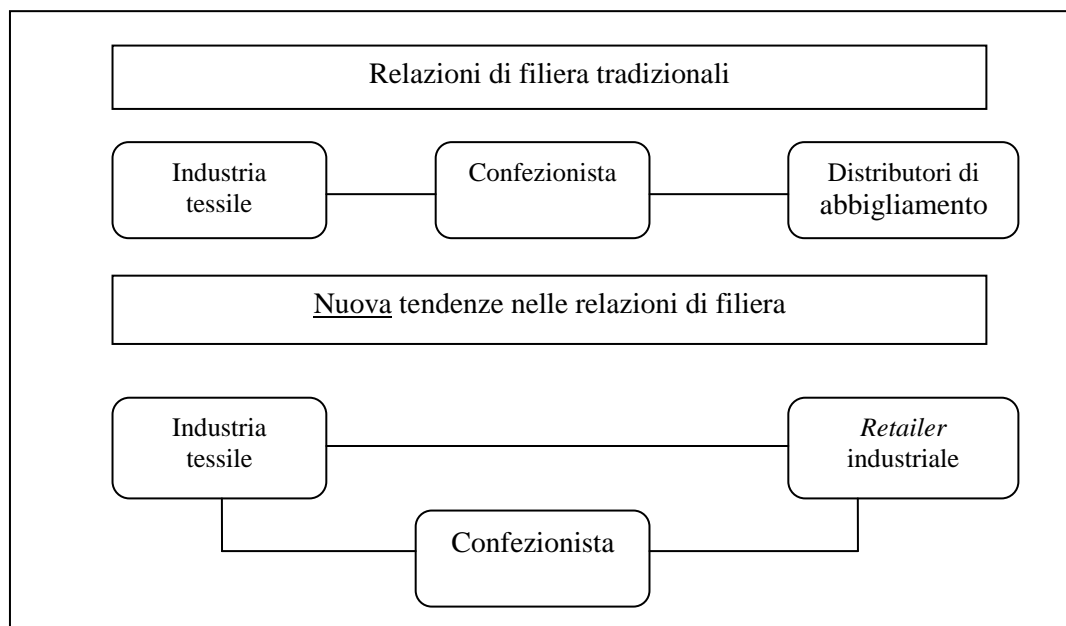 Relazioni di filiera tradizionali
Industria
tessile
Confezionista
Distributori di
abbigliamento
Nuova tendenze nelle relazioni di filiera
Industria
tessile
Retailer
industriale
Confezionista